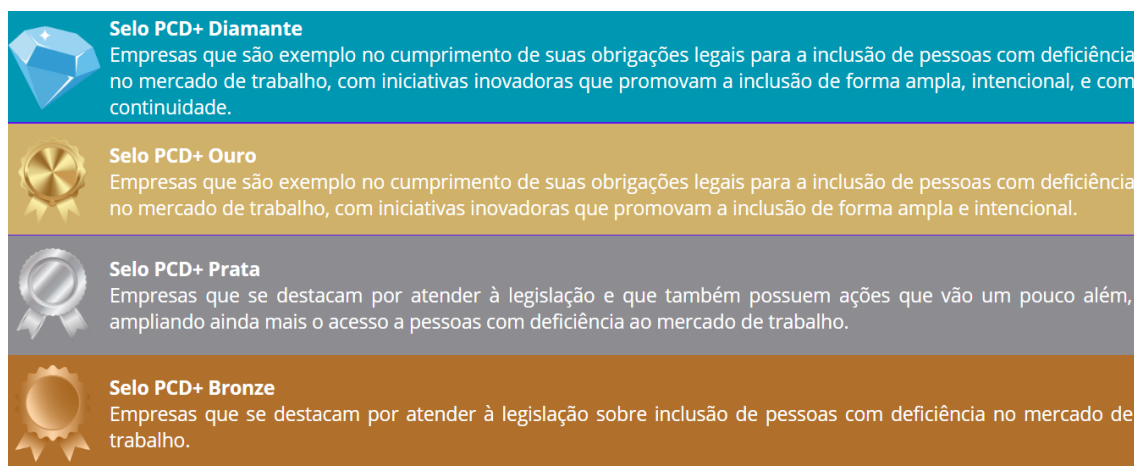 Selo PCD+ Diamante
Empresas que são exemplo no cumprimento de suas obrigações legais para a inclusão de pessoas com deficiência
no mercado de trabalho, com iniciativas inovadoras que promovam a inclusão de forma ampla, intencional, e com
continuidade.
Selo PCD+ Ouro
Empresas que são exemplo no cumprimento de suas obrigações legais para a inclusão de pessoas com deficiência
no mercado de trabalho, com iniciativas inovadoras que promovam a inclusão de forma ampla e intencional.
Selo PCD+ Prata
Empresas que se destacam por atender à legislação e que também possuem ações que vão um pouco além,
ampliando ainda mais o acesso a pessoas com deficiência ao mercado de trabalho.
Selo PCD+ Bronze
Empresas que se destacam por atender à legislação sobre inclusão de pessoas com deficiência no mercado de
trabalho.